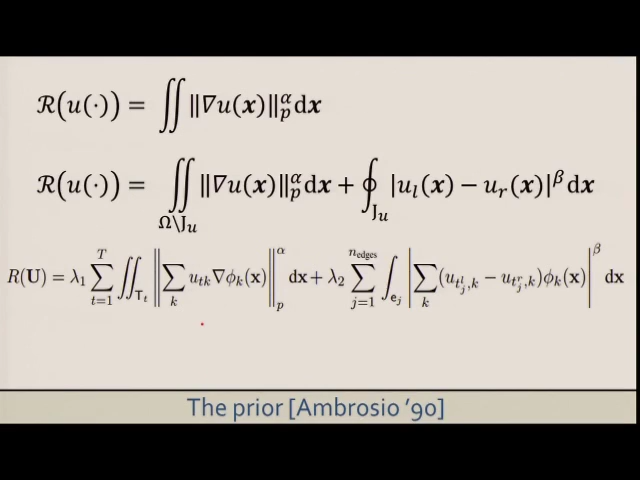 ℛ(u(·)) = ∬ ‖∇u(𝒙)‖_p^α d𝒙
ℛ(u(·)) = ∬_{Ω\J_u} ‖∇u(𝒙)‖_p^α d𝒙 + ∮_{J_u} |u_l(𝒙) − u_r(𝒙)|^β d𝒙
R(𝐔) = λ_1 ∑_{t=1}^{T} ∬_{T_t} ‖∑_k u_{tk}∇ϕ_k(𝐱)‖_p^α d𝐱 + λ_2 ∑_{j=1}^{n_edges} ∫_{e_j} |∑_k (u_{t_j^l,k} − u_{t_j^r,k})ϕ_k(𝐱)|^β d𝐱
The prior [Ambrosio '90]